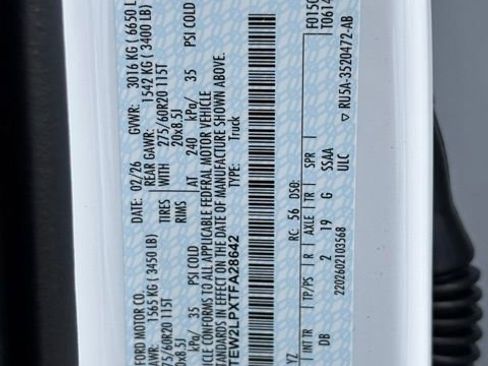 FORD MOTOR CO.
DATE: 02/26 GVWR: 3016 KG ( 6650 L
1565 KG ( 3450 LB) REAR GAWR: 1542 KG ( 3400 LB)
75/60R20 115T TIRES WITH 275/60R20 115T
20x8.5J RIMS 20x8.5J
kPa/ 35 PSI COLD AT 240 kPa/ 35 PSI COLD
HICLE CONFORMS TO ALL APPLICABLE FEDERAL MOTOR VEHICLE
STANDARDS IN EFFECT ON THE DATE OF MANUFACTURE SHOWN ABOVE.
TEW2LPXTFA28642 TYPE: Truck
F0150
T0614
YZ RC: 56 DSO:
INT TR TP/PS R AXLE TR SPR
DB 2 19 G SSAA
2202602103568 ULC
▽ RU5A-3520472-AB